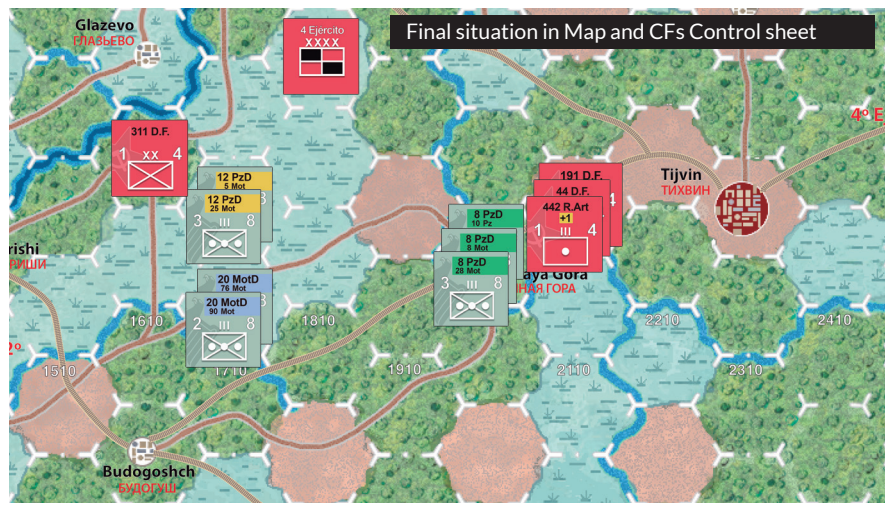 Final situation in Map and CFs Control sheet
Glazevo
ГЛАЗЬЕВО
4 Ejército
XXXX
4º E
311 D.F.
1 XX 4
12 PzD
5 Mot
12 PzD
25 Mot
3 III 8
8 PzD
10 Pz
8 PzD
8 Mot
8 PzD
28 Mot
3 III 8
191 D.F.
44 D.F.
442 R.Art
+1
1 III 4
Tijvin
ТИХВИН
rishi
РИШИ
aya Gora
НАЯ ГОРА
20 MotD
76 Mot
20 MotD
90 Mot
2 III 8
1610
1810
2210
2410
2º
1510
1710
1910
2110
2310
Budogoshch
БУДОГУШ